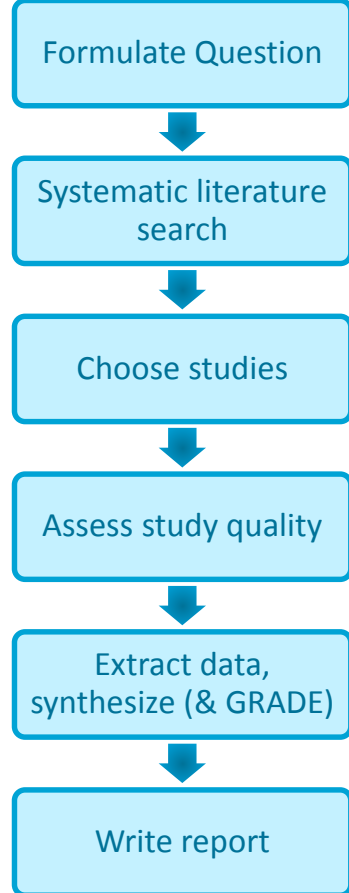 Formulate Question
Systematic literature
search
Choose studies
Assess study quality
Extract data,
synthesize (& GRADE)
Write report